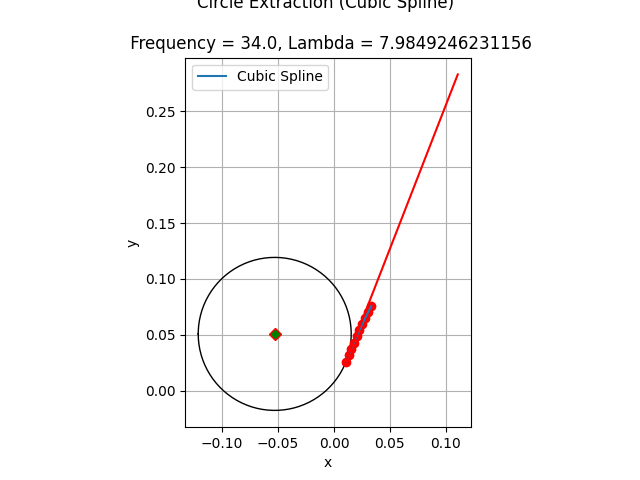 Circle Extraction (Cubic Spline)
Frequency = 34.0, Lambda = 7.9849246231156
Cubic Spline
0.25
0.20
0.15
0.10
0.05
0.00
y
−0.10 −0.05 0.00 0.05 0.10
x